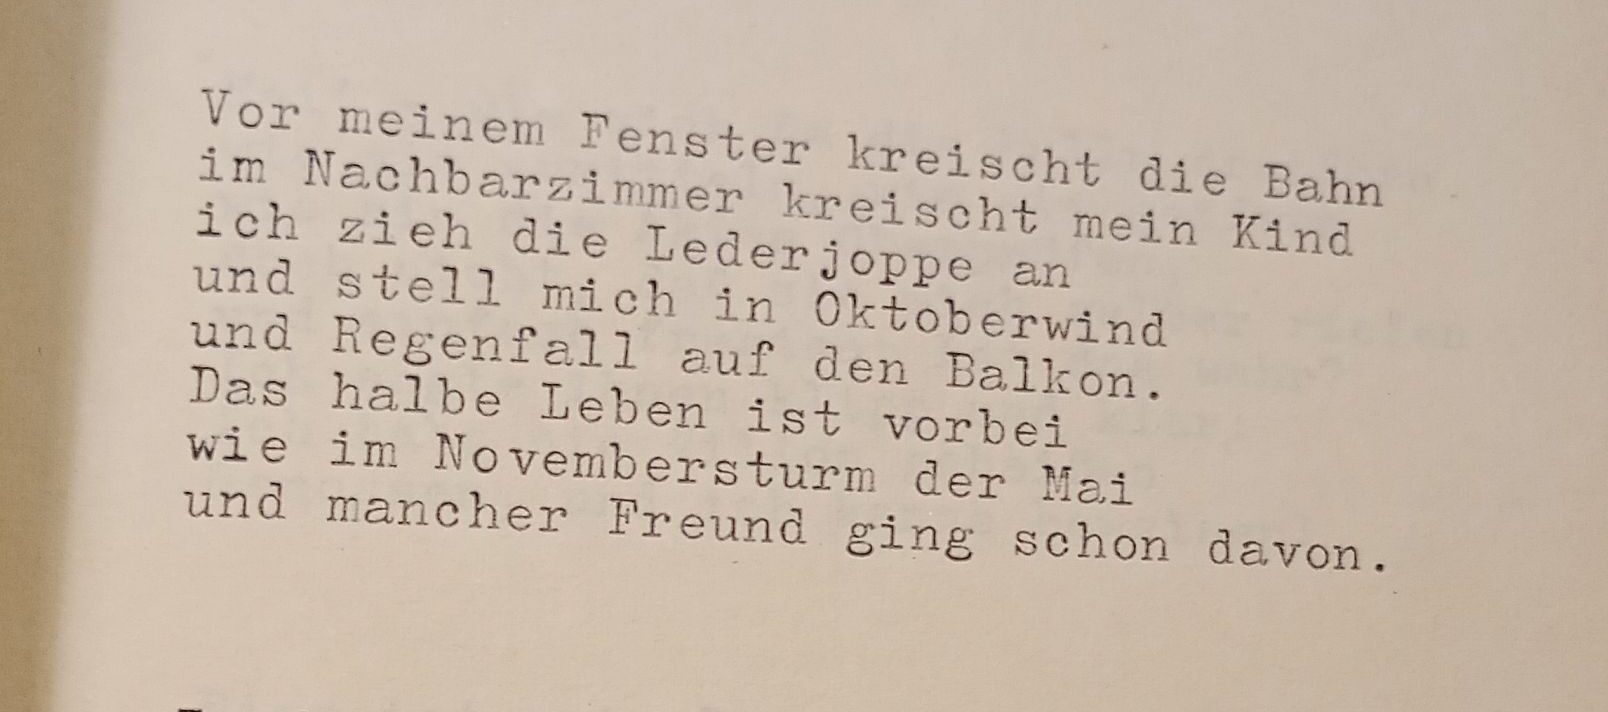 Vor meinem Fenster kreischt die Bahn
im Nachbarzimmer kreischt mein Kind
ich zieh die Lederjoppe an
und stell mich in Oktoberwind
und Regenfall auf den Balkon.
Das halbe Leben ist vorbei
wie im Novembersturm der Mai
und mancher Freund ging schon davon.